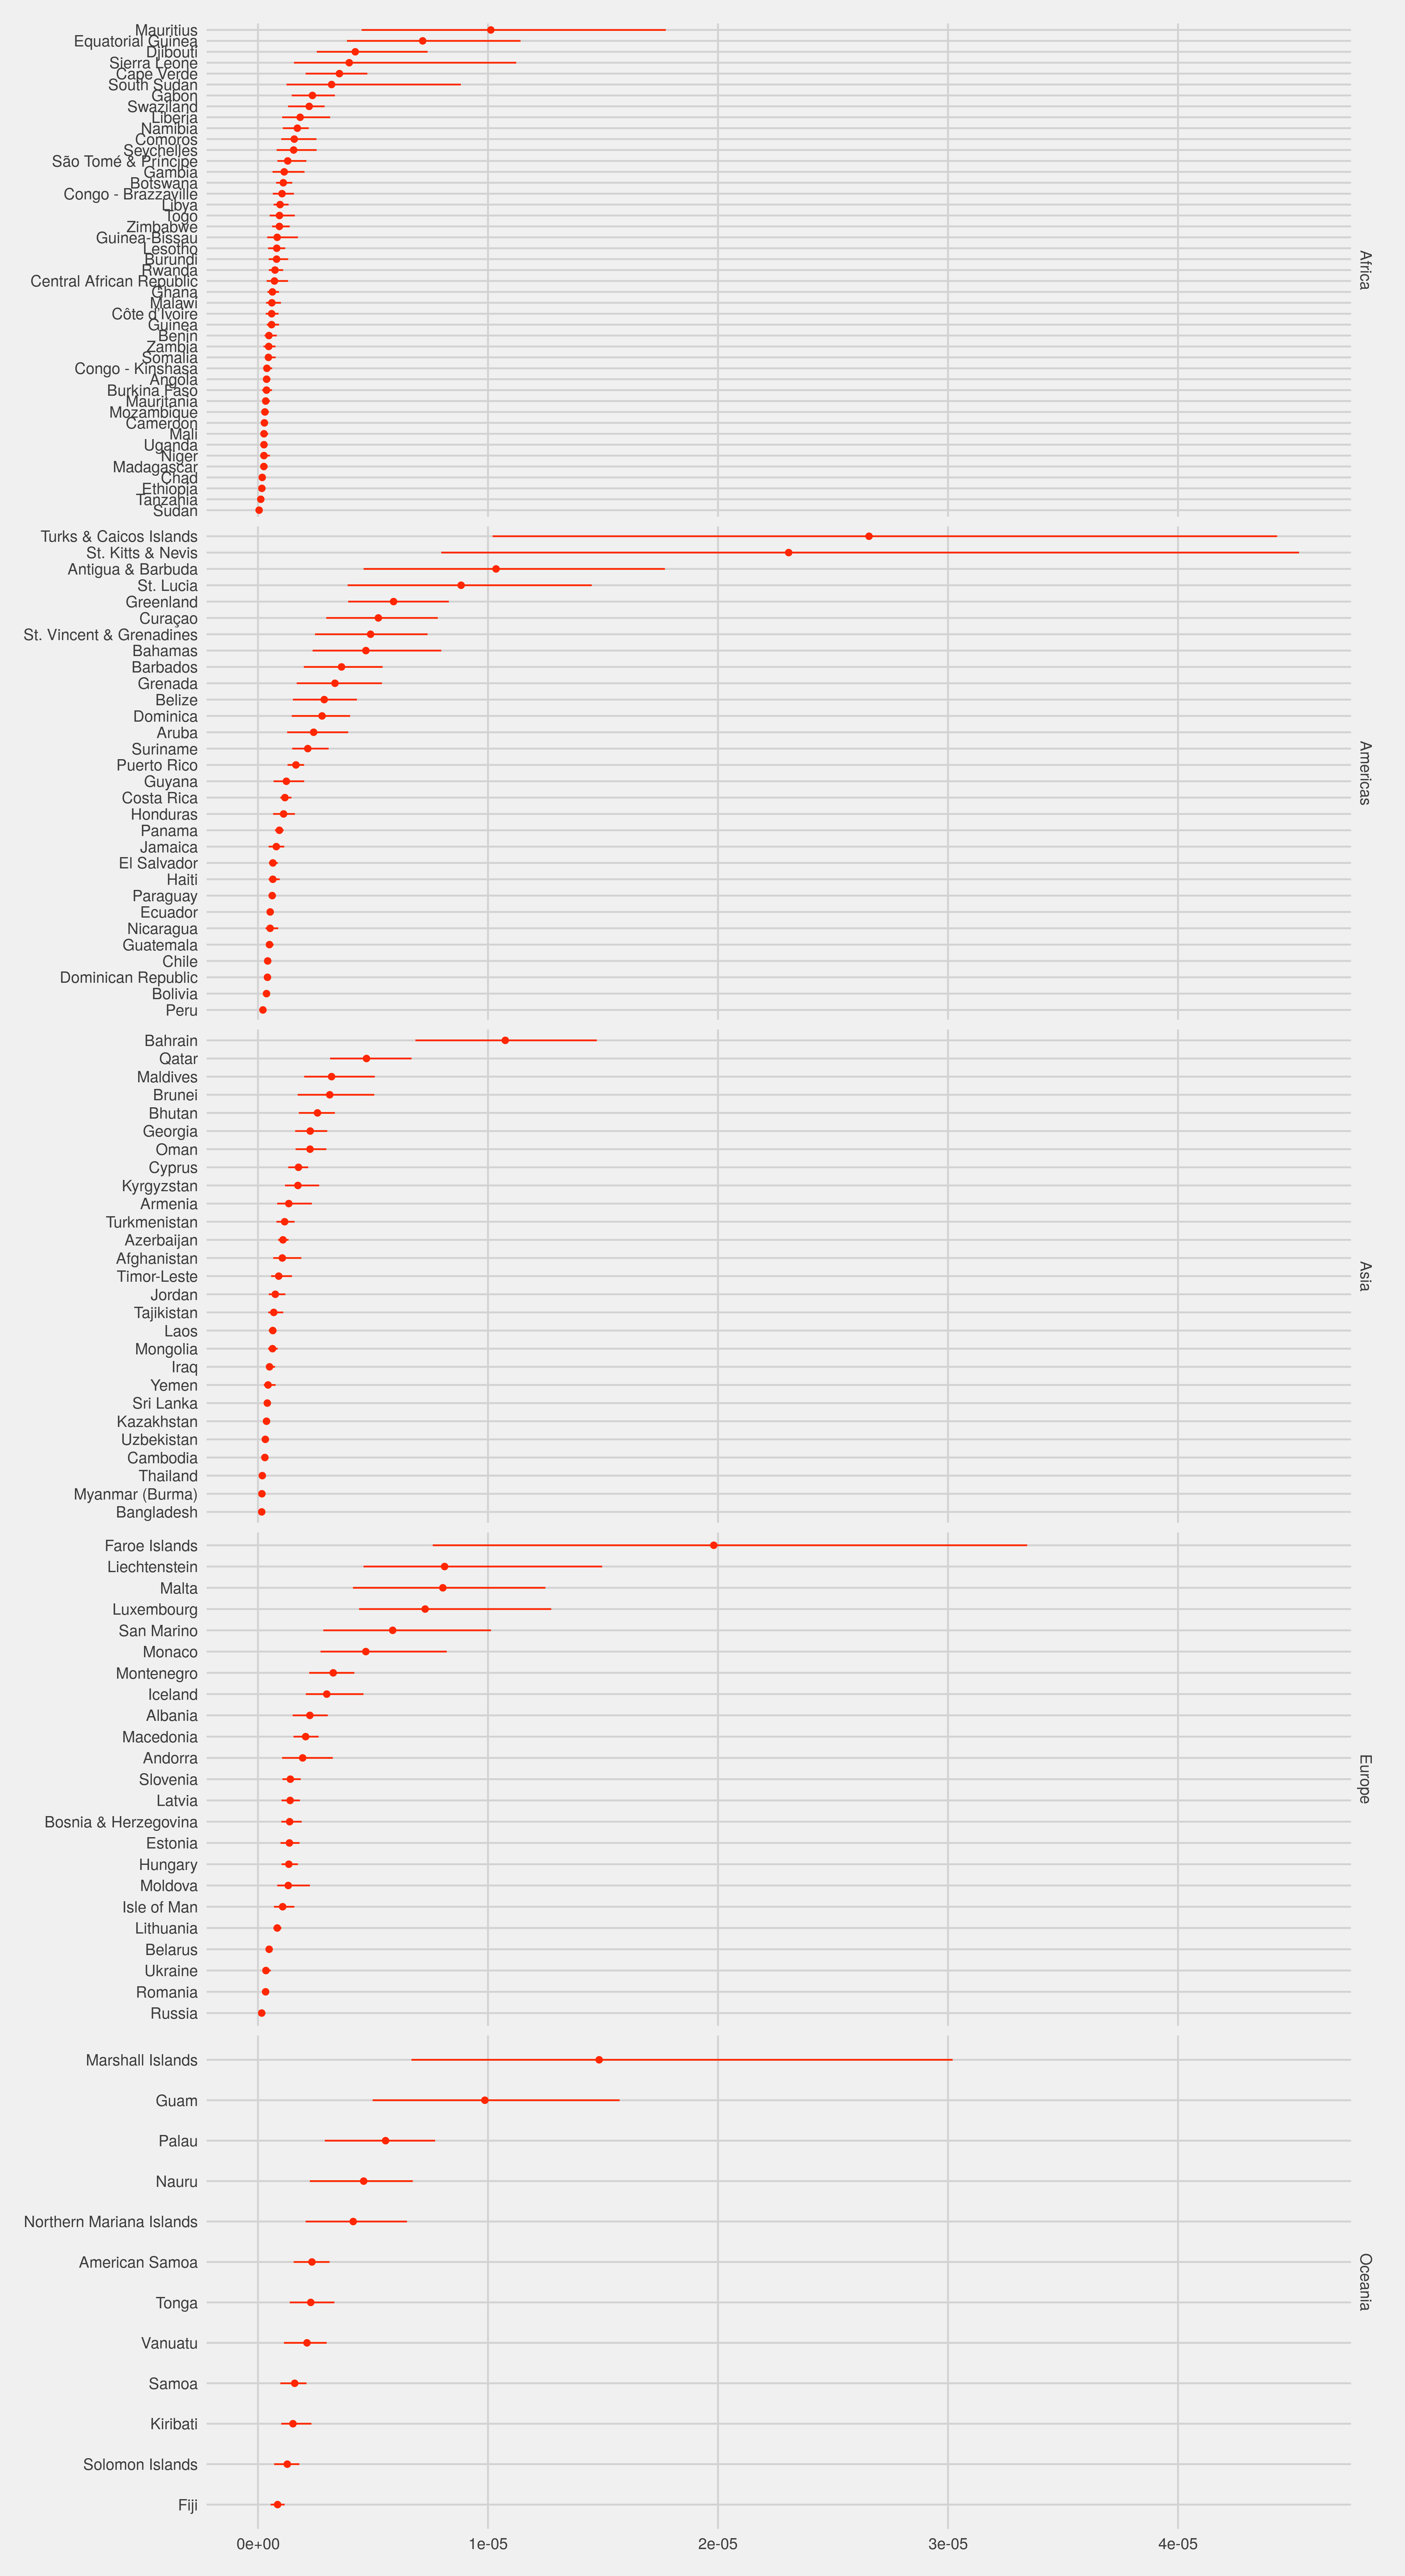 Mauritius
Equatorial Guinea
Djibouti
Sierra Leone
Cape Verde
South Sudan
Gabon
Swaziland
Liberia
Namibia
Comoros
Seychelles
São Tomé & Príncipe
Gambia
Botswana
Congo - Brazzaville
Libya
Togo
Zimbabwe
Guinea-Bissau
Lesotho
Burundi
Rwanda
Central African Republic
Ghana
Malawi
Côte d'Ivoire
Guinea
Benin
Zambia
Somalia
Congo - Kinshasa
Angola
Burkina Faso
Mauritania
Mozambique
Cameroon
Mali
Uganda
Niger
Madagascar
Chad
Ethiopia
Tanzania
Sudan
Africa
Turks & Caicos Islands
St. Kitts & Nevis
Antigua & Barbuda
St. Lucia
Greenland
Curaçao
St. Vincent & Grenadines
Bahamas
Barbados
Grenada
Belize
Dominica
Aruba
Suriname
Puerto Rico
Guyana
Costa Rica
Honduras
Panama
Jamaica
El Salvador
Haiti
Paraguay
Ecuador
Nicaragua
Guatemala
Chile
Dominican Republic
Bolivia
Peru
Americas
Bahrain
Qatar
Maldives
Brunei
Bhutan
Georgia
Oman
Cyprus
Kyrgyzstan
Armenia
Turkmenistan
Azerbaijan
Afghanistan
Timor-Leste
Jordan
Tajikistan
Laos
Mongolia
Iraq
Yemen
Sri Lanka
Kazakhstan
Uzbekistan
Cambodia
Thailand
Myanmar (Burma)
Bangladesh
Asia
Faroe Islands
Liechtenstein
Malta
Luxembourg
San Marino
Monaco
Montenegro
Iceland
Albania
Macedonia
Andorra
Slovenia
Latvia
Bosnia & Herzegovina
Estonia
Hungary
Moldova
Isle of Man
Lithuania
Belarus
Ukraine
Romania
Russia
Europe
Marshall Islands
Guam
Palau
Nauru
Northern Mariana Islands
American Samoa
Tonga
Vanuatu
Samoa
Kiribati
Solomon Islands
Fiji
Oceania
0e+00 1e-05 2e-05 3e-05 4e-05